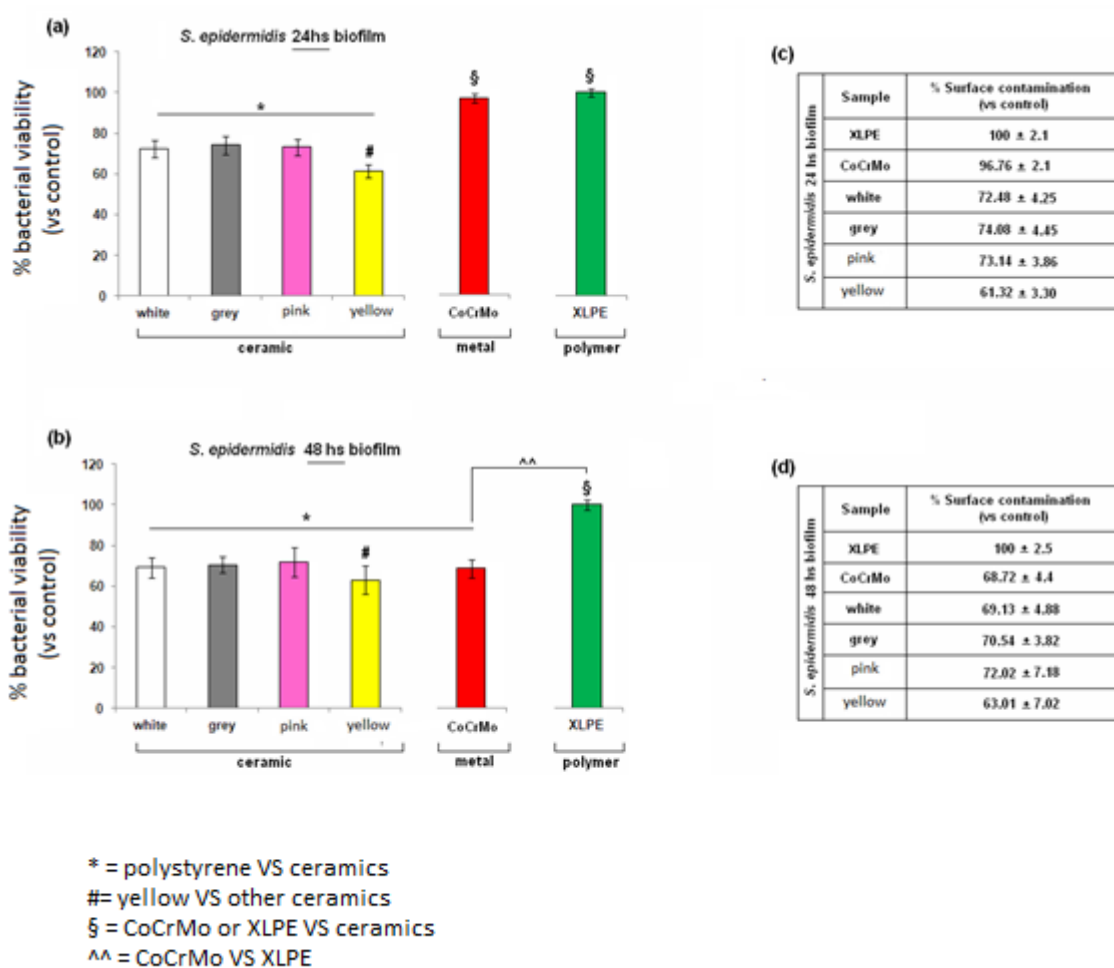 (a)
S. epidermidis 24hs biofilm
% bacterial viability
(vs control)
120
100
80
60
40
20
0
*
#
§
§
white grey pink yellow CoCrMo XLPE
ceramic metal polymer
(c)
S. epidermidis 24 hs biofilm
Sample % Surface contamination
(vs control)
XLPE 100 ± 2.1
CoCrMo 96.76 ± 2.1
white 72.48 ± 4.25
grey 74.08 ± 4.45
pink 73.14 ± 3.86
yellow 61.32 ± 3.30
(b)
S. epidermidis 48 hs biofilm
% bacterial viability
(vs control)
120
100
80
60
40
20
0
*
#
^^
§
white grey pink yellow CoCrMo XLPE
ceramic metal polymer
(d)
S. epidermidis 48 hs biofilm
Sample % Surface contamination
(vs control)
XLPE 100 ± 2.5
CoCrMo 68.72 ± 4.4
white 69.13 ± 4.88
grey 70.54 ± 3.82
pink 72.02 ± 7.18
yellow 63.01 ± 7.02
* = polystyrene VS ceramics
#= yellow VS other ceramics
§ = CoCrMo or XLPE VS ceramics
^^ = CoCrMo VS XLPE